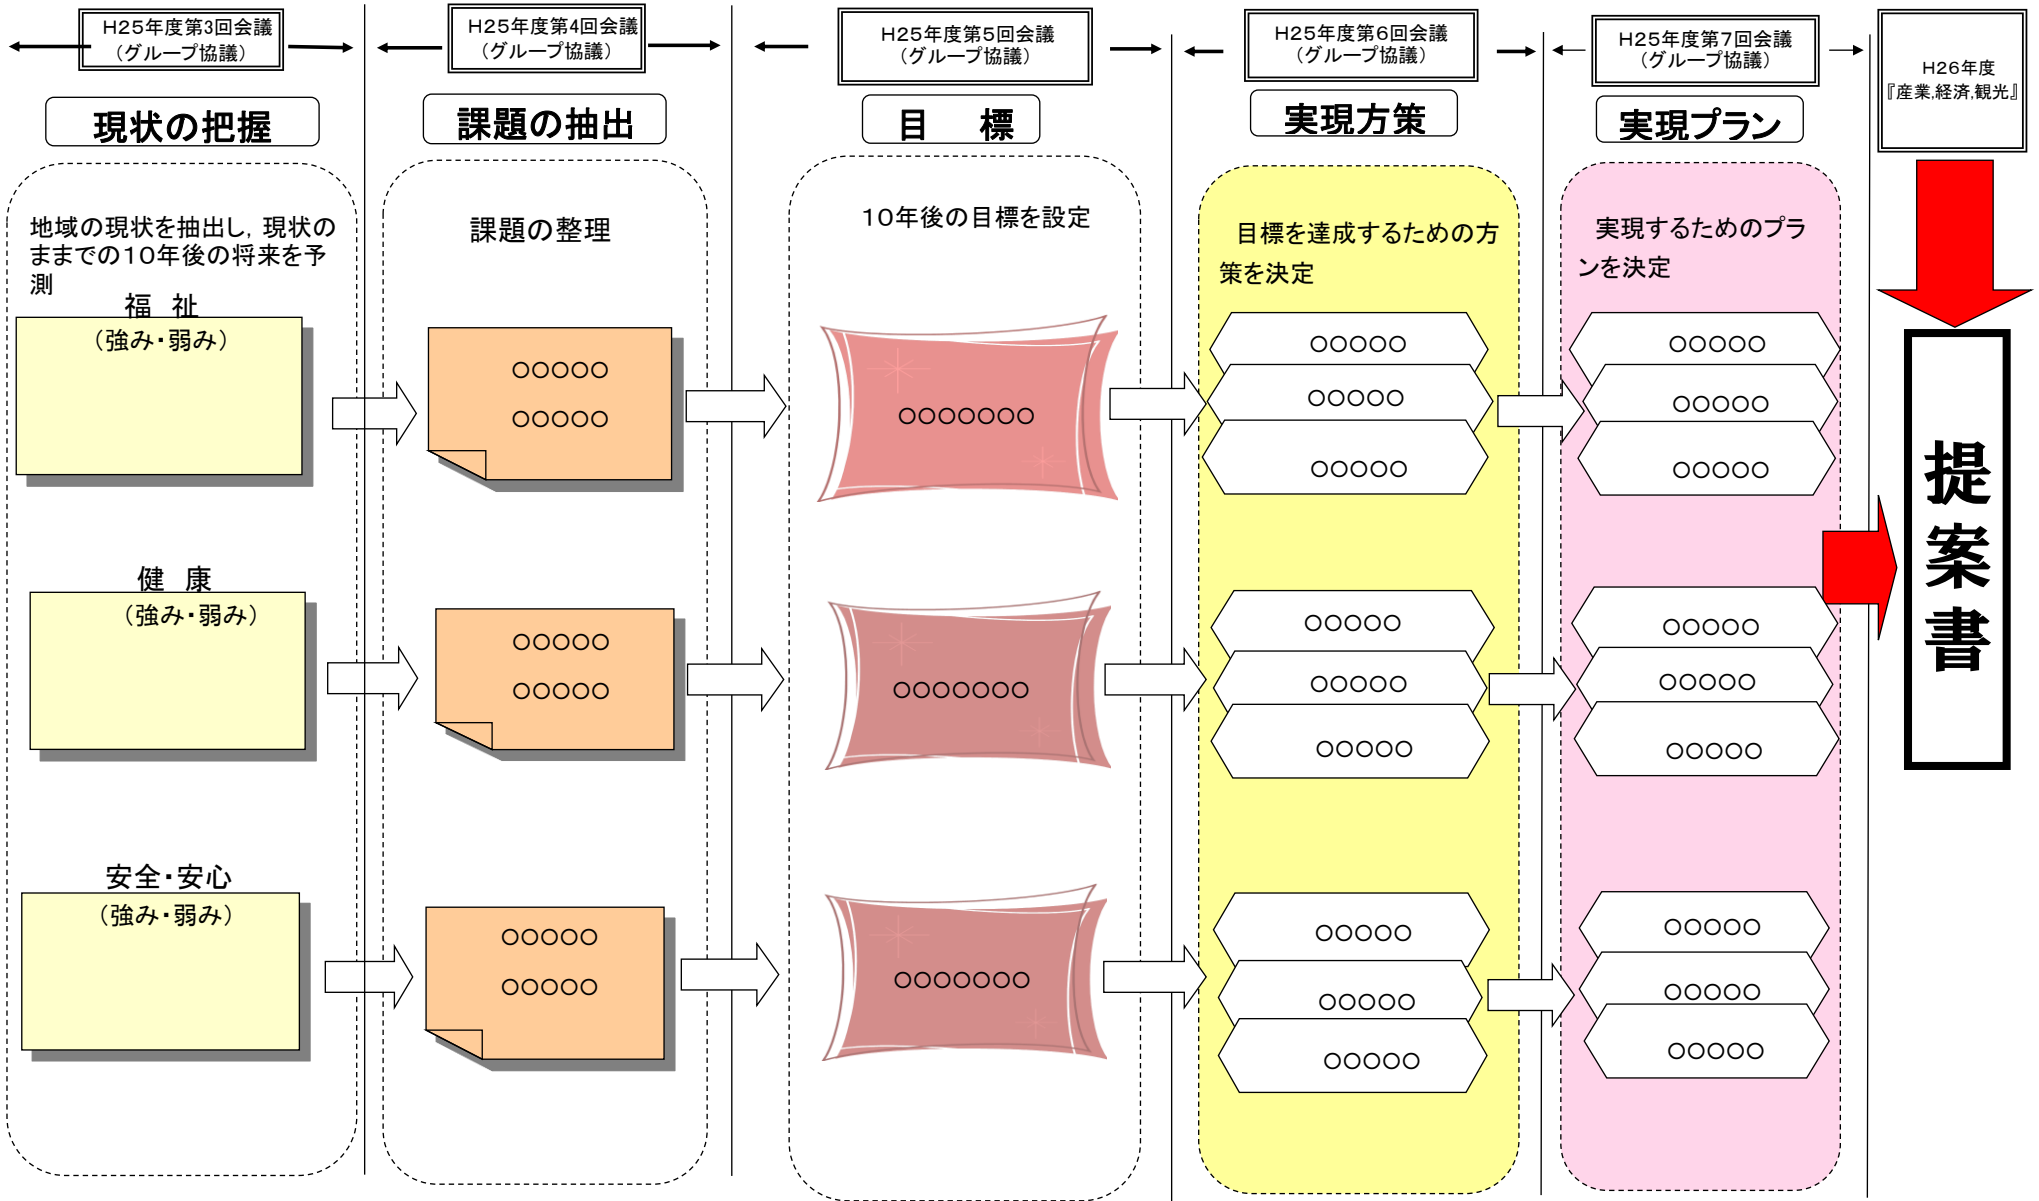 H25年度第3回会議
(グループ協議)
現状の把握
地域の現状を抽出し, 現状の
ままでの10年後の将来を予
測
福　祉
(強み・弱み)
健　康
(強み・弱み)
安全・安心
(強み・弱み)
H25年度第4回会議
(グループ協議)
課題の抽出
課題の整理
○○○○○
○○○○○
○○○○○
○○○○○
○○○○○
○○○○○
H25年度第5回会議
(グループ協議)
目　標
10年後の目標を設定
○○○○○○○
○○○○○○○
○○○○○○○
H25年度第6回会議
(グループ協議)
実現方策
目標を達成するための方
策を決定
○○○○○
○○○○○
○○○○○
○○○○○
○○○○○
○○○○○
○○○○○
○○○○○
○○○○○
H25年度第7回会議
(グループ協議)
実現プラン
実現するためのプラ
ンを決定
○○○○○
○○○○○
○○○○○
○○○○○
○○○○○
○○○○○
○○○○○
○○○○○
○○○○○
H26年度
『産業,経済,観光』
提案書